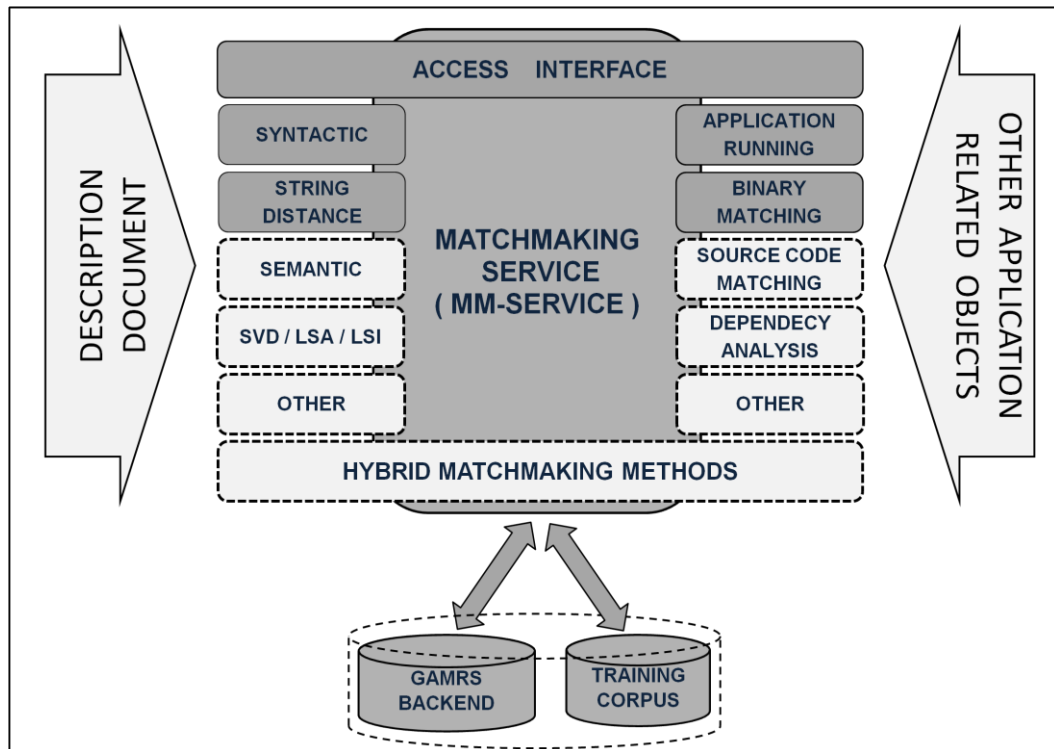 ACCESS INTERFACE
DESCRIPTION
DOCUMENT
SYNTACTIC
STRING
DISTANCE
SEMANTIC
SVD / LSA / LSI
OTHER
MATCHMAKING
SERVICE
( MM-SERVICE )
APPLICATION
RUNNING
BINARY
MATCHING
SOURCE CODE
MATCHING
DEPENDECY
ANALYSIS
OTHER
OTHER APPLICATION
RELATED OBJECTS
HYBRID MATCHMAKING METHODS
GAMRS
BACKEND
TRAINING
CORPUS